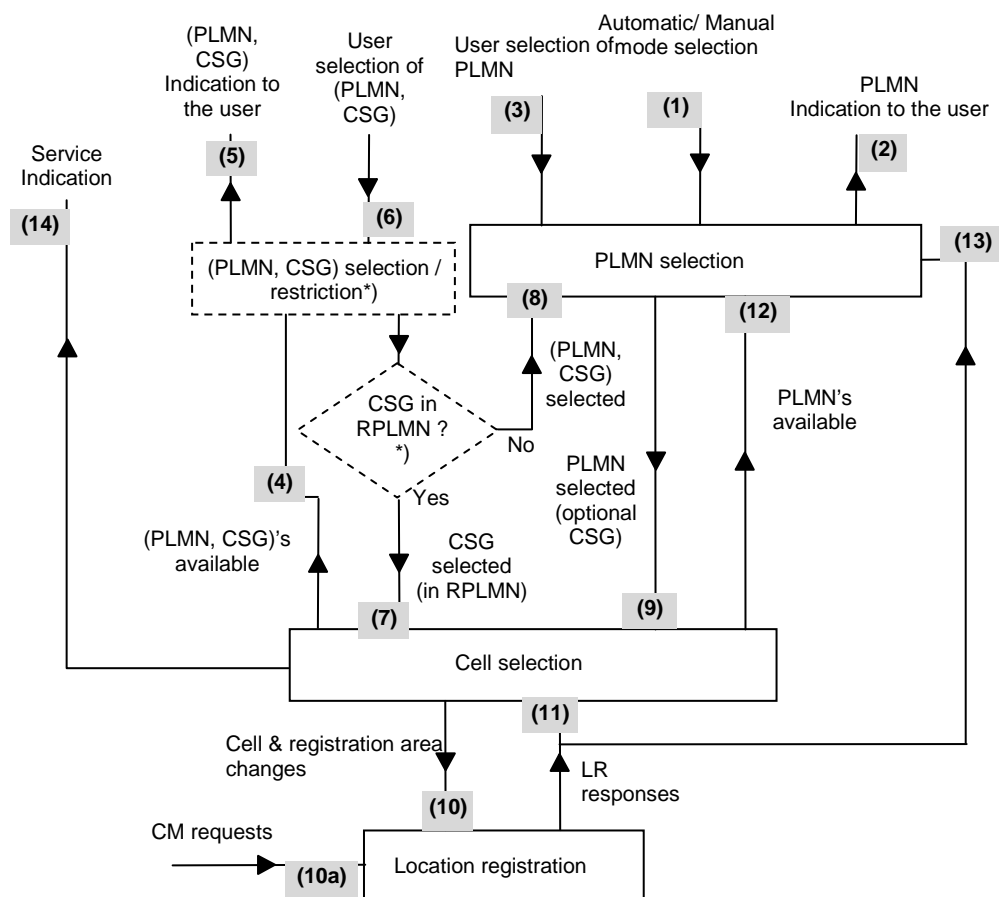 (PLMN,
CSG)
Indication to
the user
User
selection of
(PLMN,
CSG)
User selection of
PLMN
Automatic/ Manual
mode selection
PLMN
Indication to the user
(3)
(1)
(2)
(5)
Service
Indication
(14)
(6)
(13)
(PLMN, CSG) selection /
restriction*)
PLMN selection
(8)
(12)
(PLMN,
CSG)
selected
CSG in
RPLMN ?
*)
No
PLMN's
available
(4)
Yes
PLMN
selected
(optional
CSG)
(PLMN, CSG)'s
available
CSG
selected
(in RPLMN)
(7)
(9)
Cell selection
(11)
Cell & registration area
changes
LR
responses
(10)
CM requests
(10a)
Location registration